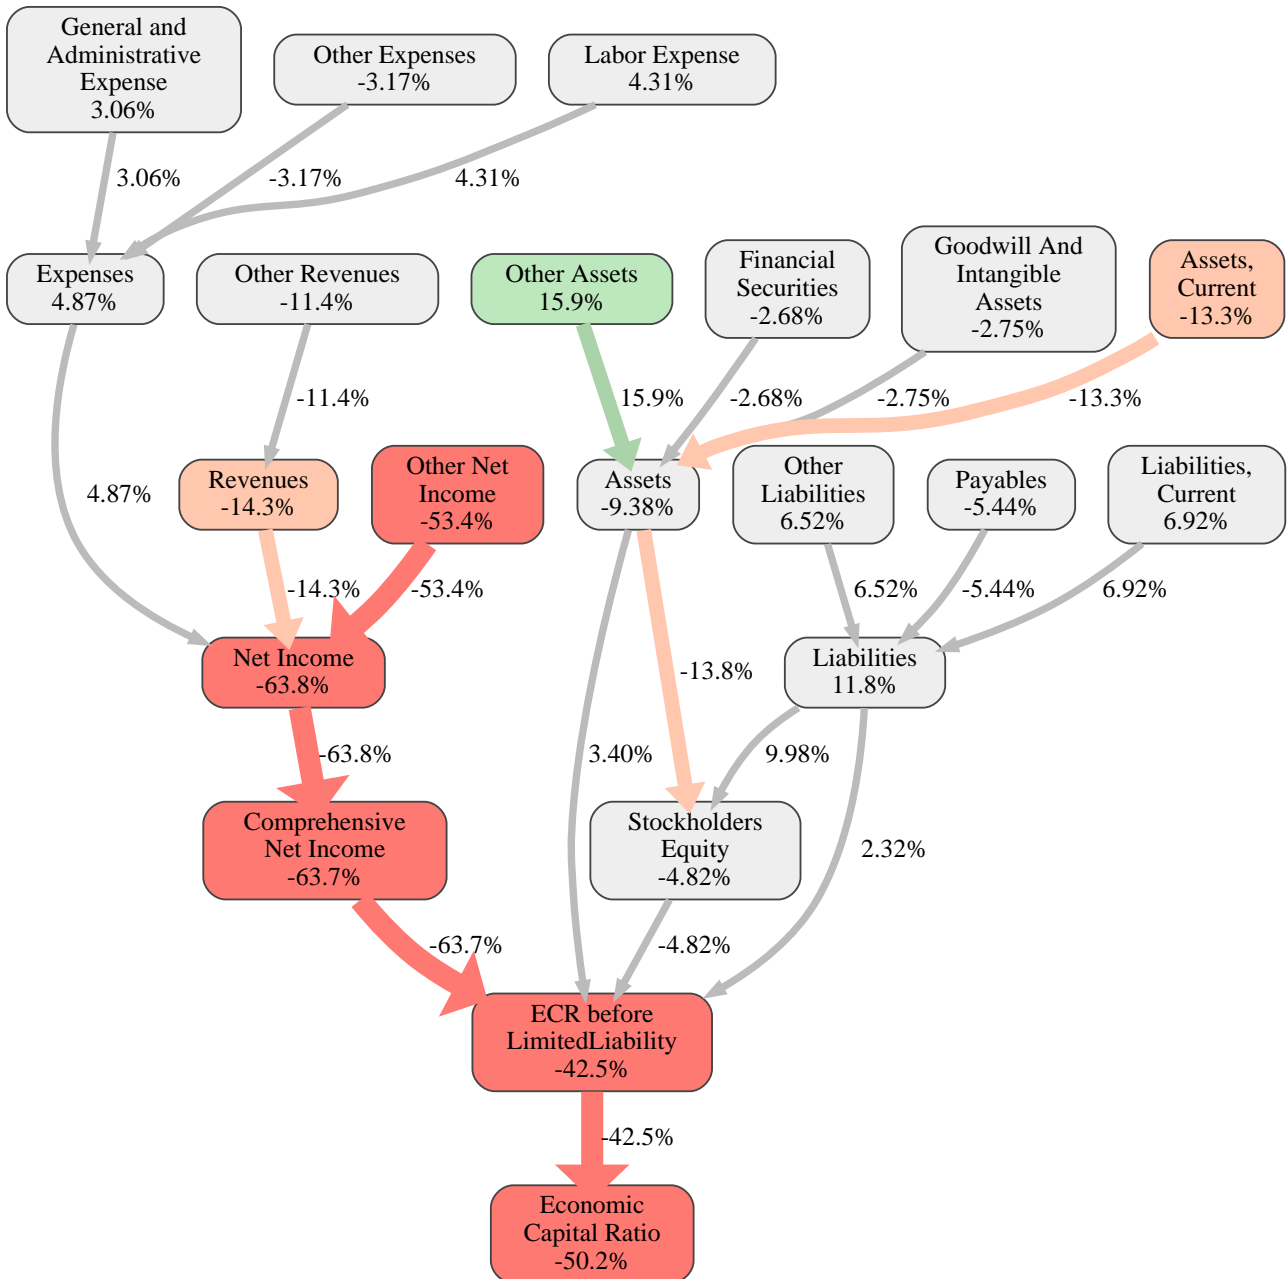 General and
Administrative
Expense
3.06%
Other Expenses
-3.17%
Labor Expense
4.31%
3.06%
-3.17%
4.31%
Expenses
4.87%
Other Revenues
-11.4%
Other Assets
15.9%
Financial
Securities
-2.68%
Goodwill And
Intangible
Assets
-2.75%
Assets,
Current
-13.3%
-11.4%
15.9%
-2.68%
-2.75%
-13.3%
4.87%
Revenues
-14.3%
Other Net
Income
-53.4%
Assets
-9.38%
Other
Liabilities
6.52%
Payables
-5.44%
Liabilities,
Current
6.92%
-14.3%
-53.4%
6.52%
-5.44%
6.92%
Net Income
-63.8%
-13.8%
Liabilities
11.8%
-63.8%
3.40%
9.98%
Comprehensive
Net Income
-63.7%
Stockholders
Equity
-4.82%
2.32%
-63.7%
-4.82%
ECR before
LimitedLiability
-42.5%
-42.5%
Economic
Capital Ratio
-50.2%